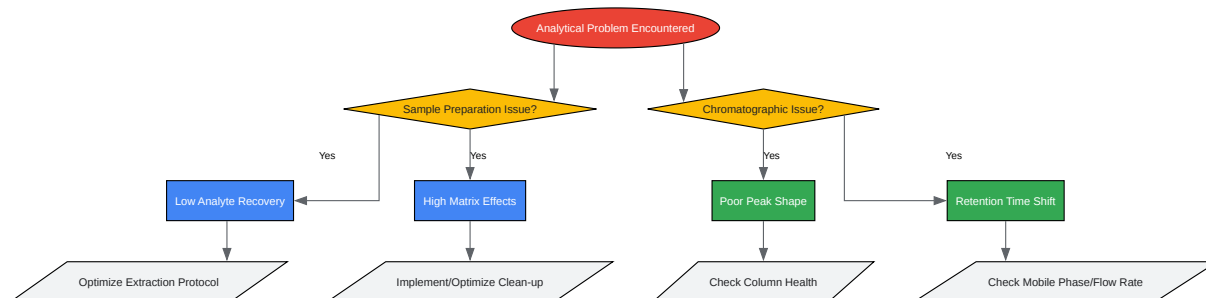 Analytical Problem Encountered
Sample Preparation Issue?
Chromatographic Issue?
Yes
Yes
Yes
Yes
Low Analyte Recovery
High Matrix Effects
Poor Peak Shape
Retention Time Shift
Optimize Extraction Protocol
Implement/Optimize Clean-up
Check Column Health
Check Mobile Phase/Flow Rate